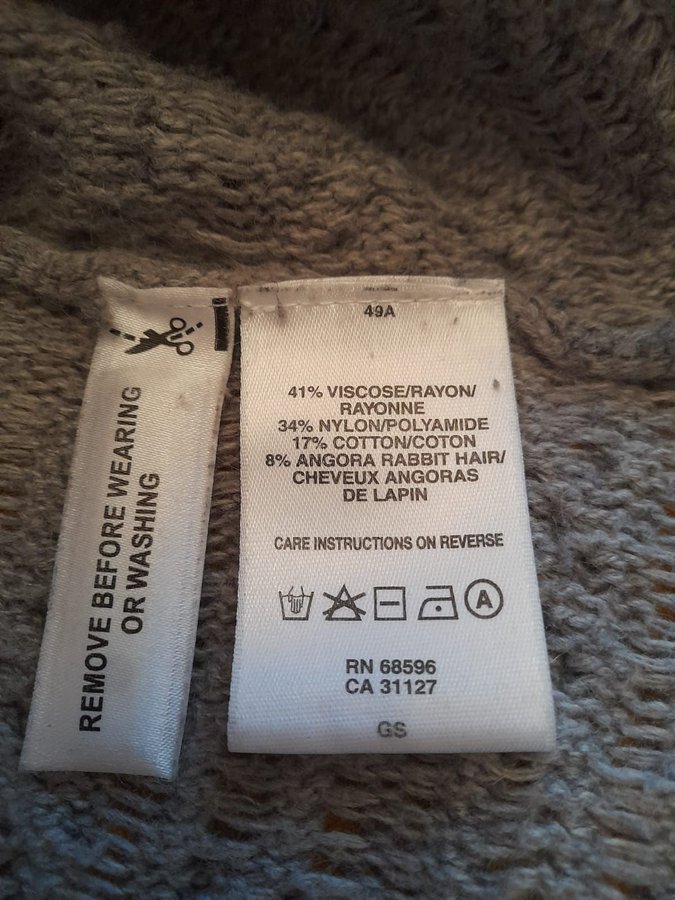 REMOVE BEFORE WEARING
OR WASHING
49A
41% VISCOSE/RAYON/
RAYONNE
34% NYLON/POLYAMIDE
17% COTTON/COTON
8% ANGORA RABBIT HAIR/
CHEVEUX ANGORAS
DE LAPIN
CARE INSTRUCTIONS ON REVERSE
A
RN 68596
CA 31127
GS